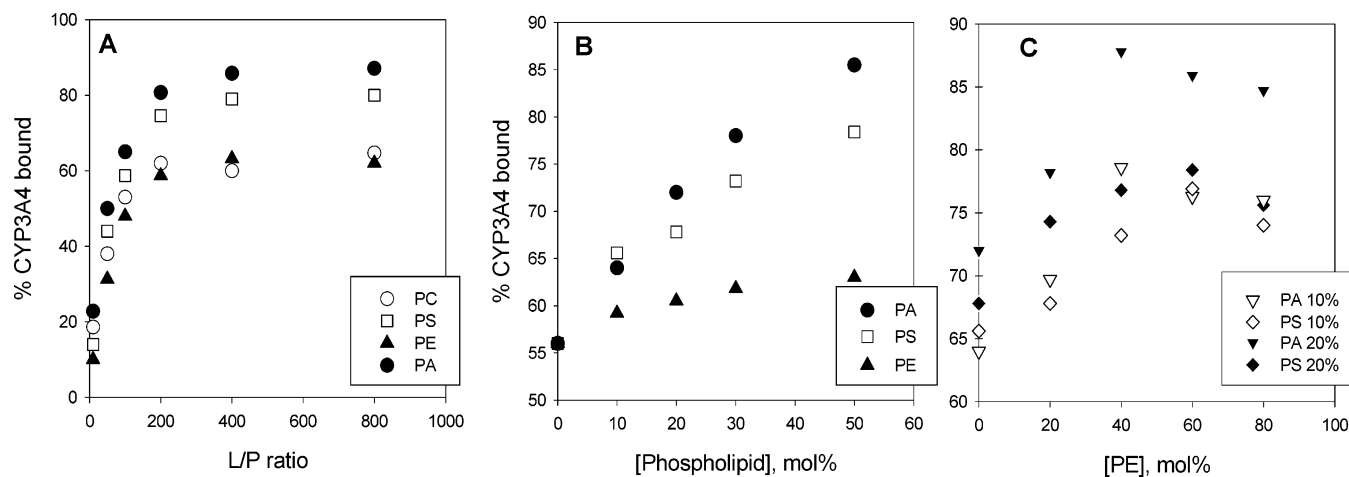 A
% CYP3A4 bound
100
80
60
40
20
0
0 200 400 600 800 1000
L/P ratio
PC
PS
PE
PA
B
% CYP3A4 bound
90
85
80
75
70
65
60
55
50
0 10 20 30 40 50 60
[Phospholipid], mol%
PA
PS
PE
C
90
85
80
75
70
65
60
0 20 40 60 80 100
[PE], mol%
PA 10%
PS 10%
PA 20%
PS 20%